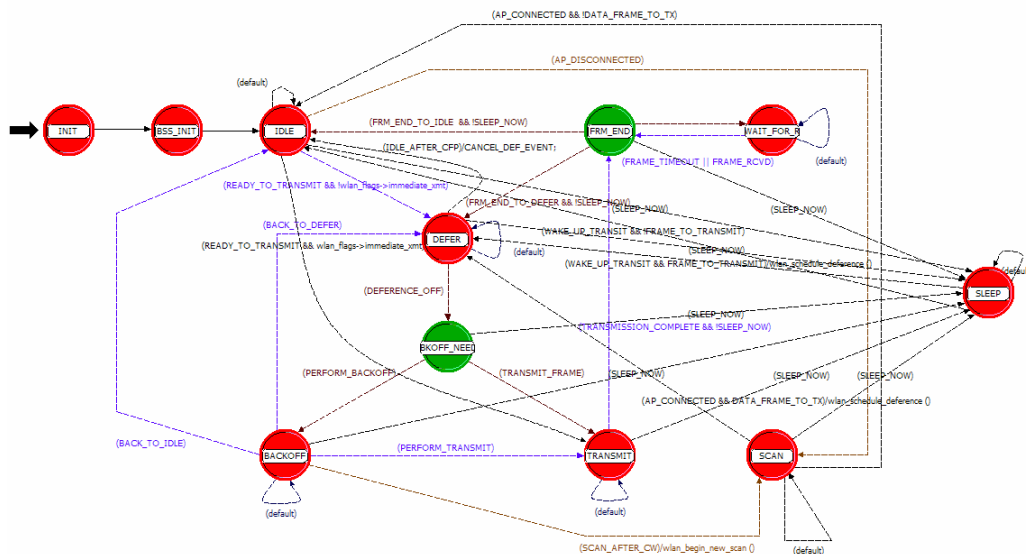 (AP_CONNECTED && !DATA_FRAME_TO_TX)
(AP_DISCONNECTED)
(default)
INIT
BSS_INIT
IDLE
(FRM_END_TO_IDLE && !SLEEP_NOW)
FRM_END
WAIT_FOR_R
(IDLE_AFTER_CFP)/CANCEL_DEF_EVENT;
(FRAME_TIMEOUT || FRAME_RCVD)
(default)
(READY_TO_TRANSMIT && !wlan_flags->immediate_xmt)
(FRM_END_TO_DEFER && !SLEEP_NOW)
(SLEEP_NOW)
(SLEEP_NOW)
(BACK_TO_DEFER)
(WAKE_UP_TRANSIT && !FRAME_TO_TRANSMIT)
DEFER
(READY_TO_TRANSMIT && wlan_flags->immediate_xmt)
(default)
(SLEEP_NOW)
(WAKE_UP_TRANSIT && FRAME_TO_TRANSMIT)/wlan_schedule_deference ()
(defaul
(DEFERENCE_OFF)
SLEEP
(SLEEP_NOW)
(TRANSMISSION_COMPLETE && !SLEEP_NOW)
BKOFF_NEED
(PERFORM_BACKOFF)
(TRANSMIT_FRAME)
(SLEEP_NOW)
(SLEEP_NOW)
(SLEEP_NOW)
(AP_CONNECTED && DATA_FRAME_TO_TX)/wlan_schedule_deference ()
(BACK_TO_IDLE)
(PERFORM_TRANSMIT)
BACKOFF
TRANSMIT
SCAN
(default)
(default)
(SCAN_AFTER_CW)/wlan_begin_new_scan ()
(default)